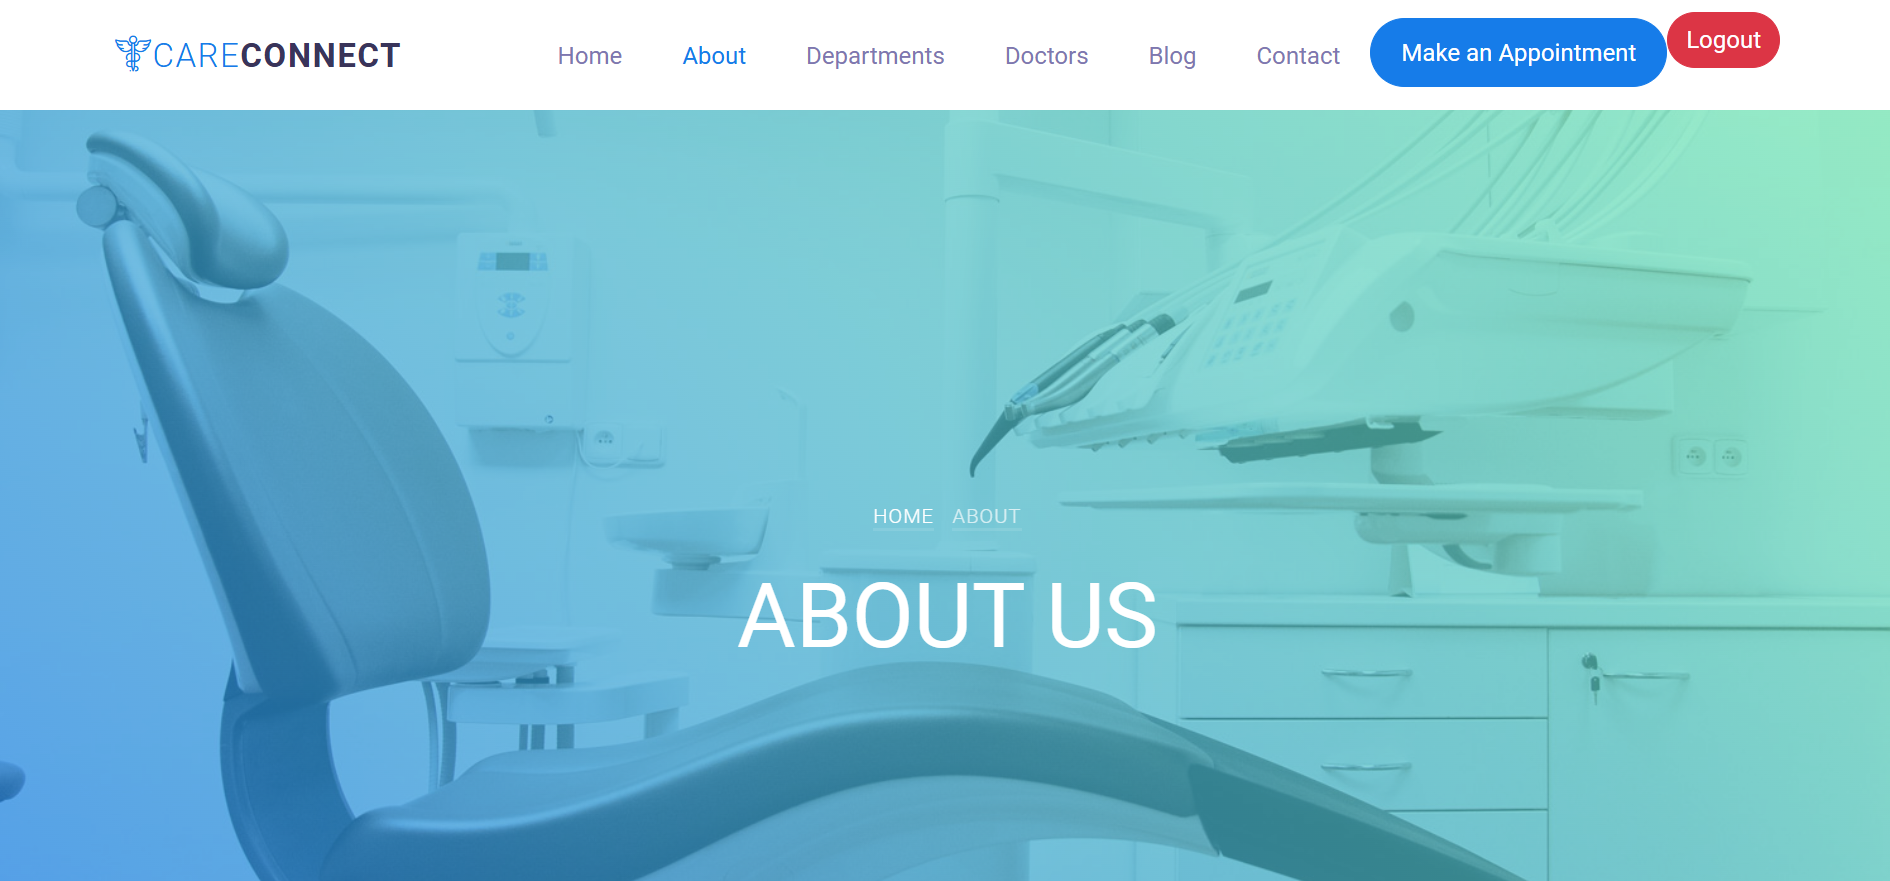 CARECONNECT
Home About Departments Doctors Blog Contact Make an Appointment Logout
HOME ABOUT
ABOUT US